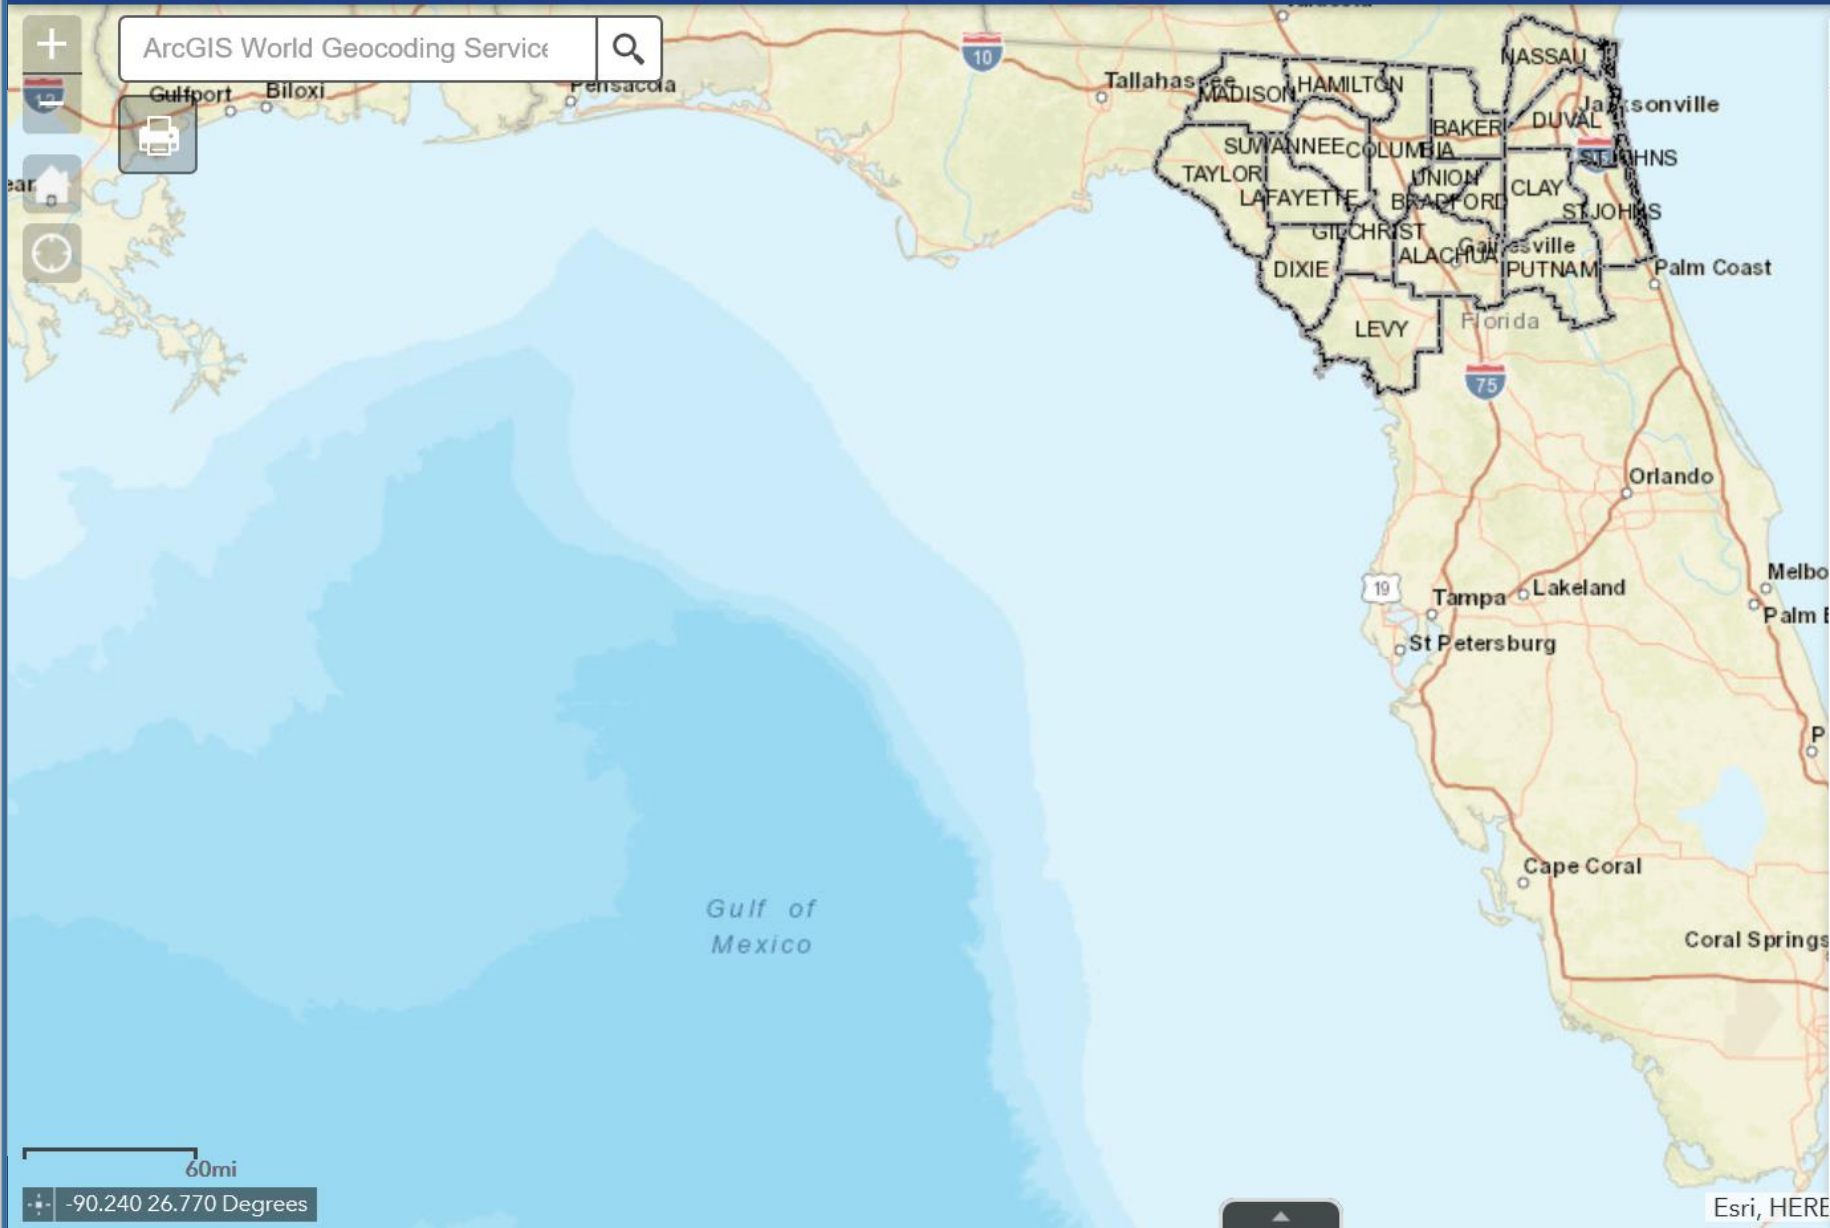 +
ArcGIS World Geocoding Service
Gulfport
Biloxi
Pensacola
10
Tallahassee
NASSAU
MADISON
HAMILTON
Jacksonville
BAKER
DUVAL
SUWANNEE
COLUMBIA
ST JOHNS
TAYLOR
UNION
LAFAYETTE
BRADFORD
CLAY
ST JOHNS
GILCHRIST
Gainesville
ALACHUA
DIXIE
PUTNAM
Palm Coast
LEVY
Florida
75
Orlando
19
Tampa
Lakeland
Melbo
Palm B
St Petersburg
P
Cape Coral
Gulf of
Mexico
Coral Springs
60mi
-90.240 26.770 Degrees
Esri, HERE